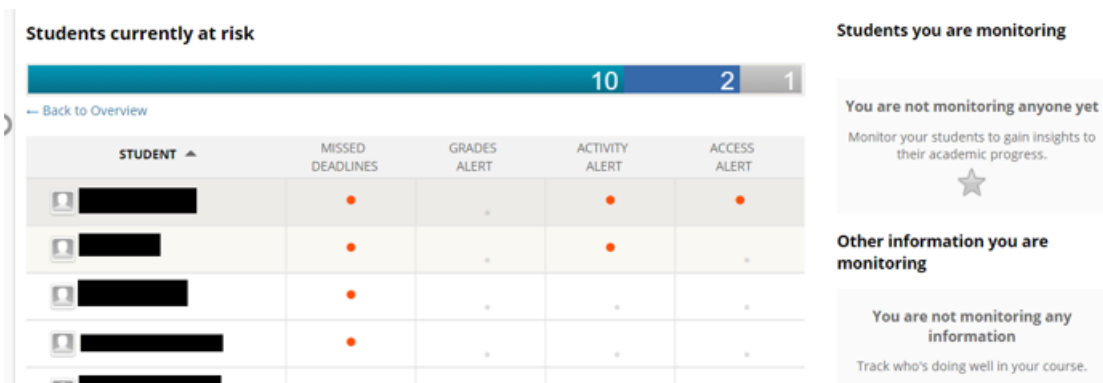 Students currently at risk
10 2 1
← Back to Overview
STUDENT
MISSED DEADLINES
GRADES ALERT
ACTIVITY ALERT
ACCESS ALERT
Students you are monitoring
You are not monitoring anyone yet
Monitor your students to gain insights to
their academic progress.
Other information you are
monitoring
You are not monitoring any
information
Track who's doing well in your course.